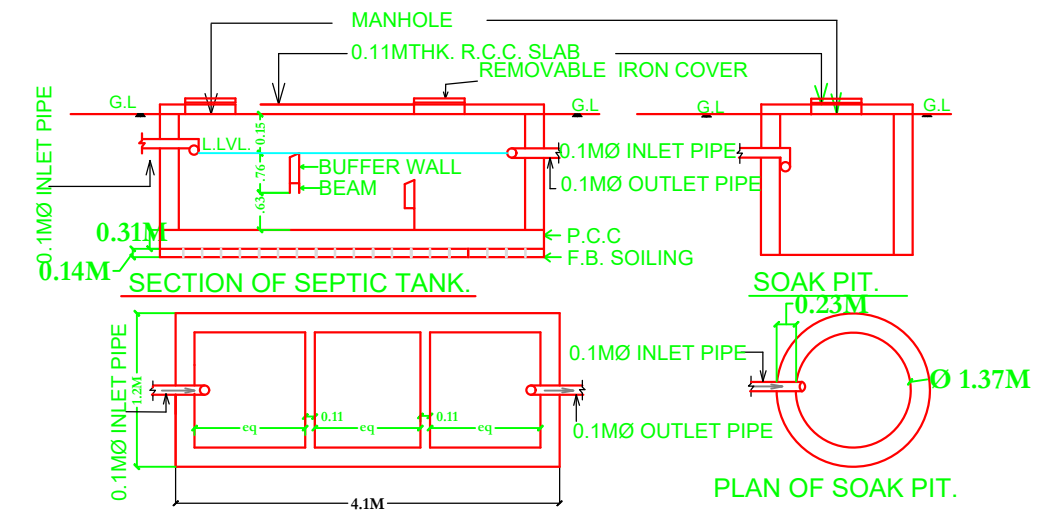 MANHOLE
0.11MTHK. R.C.C. SLAB
REMOVABLE IRON COVER
G.L
G.L
G.L
G.L
0.1MØ INLET PIPE
L.LVL.
0.15
.76
.63
BUFFER WALL
BEAM
0.1MØ INLET PIPE
0.1MØ OUTLET PIPE
0.31M
0.14M
P.C.C
F.B. SOILING
SECTION OF SEPTIC TANK.
SOAK PIT.
0.23M
0.1MØ INLET PIPE
1.2M
0.11
0.11
eq
eq
eq
0.1MØ OUTLET PIPE
4.1M
0.1MØ INLET PIPE
Ø 1.37M
PLAN OF SOAK PIT.